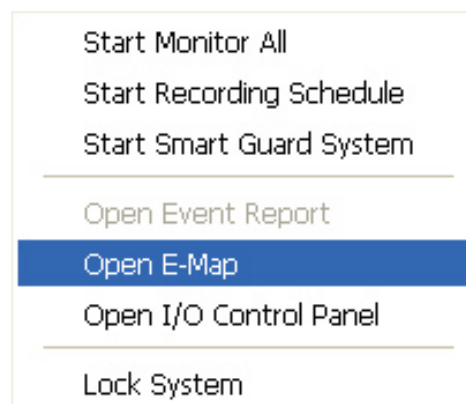 Start Monitor All
Start Recording Schedule
Start Smart Guard System
Open Event Report
Open E-Map
Open I/O Control Panel
Lock System